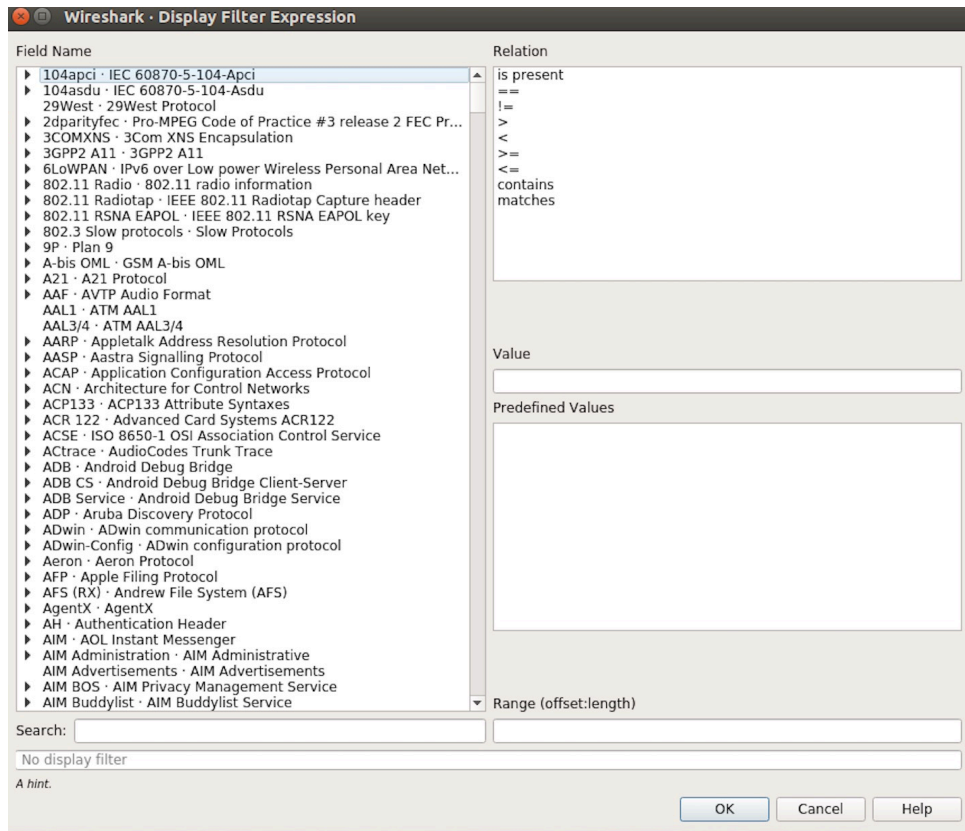 Wireshark · Display Filter Expression
Field Name
104apci · IEC 60870-5-104-Apci
104asdu · IEC 60870-5-104-Asdu
29West · 29West Protocol
2dparityfec · Pro-MPEG Code of Practice #3 release 2 FEC Pr...
3COMXNS · 3Com XNS Encapsulation
3GPP2 A11 · 3GPP2 A11
6LoWPAN · IPv6 over Low power Wireless Personal Area Net...
802.11 Radio · 802.11 radio information
802.11 Radiotap · IEEE 802.11 Radiotap Capture header
802.11 RSNA EAPOL · IEEE 802.11 RSNA EAPOL key
802.3 Slow protocols · Slow Protocols
9P · Plan 9
A-bis OML · GSM A-bis OML
A21 · A21 Protocol
AAF · AVTP Audio Format
AAL1 · ATM AAL1
AAL3/4 · ATM AAL3/4
AARP · Appletalk Address Resolution Protocol
AASP · Aastra Signalling Protocol
ACAP · Application Configuration Access Protocol
ACN · Architecture for Control Networks
ACP133 · ACP133 Attribute Syntaxes
ACR 122 · Advanced Card Systems ACR122
ACSE · ISO 8650-1 OSI Association Control Service
ACtrace · AudioCodes Trunk Trace
ADB · Android Debug Bridge
ADB CS · Android Debug Bridge Client-Server
ADB Service · Android Debug Bridge Service
ADP · Aruba Discovery Protocol
ADwin · ADwin communication protocol
ADwin-Config · ADwin configuration protocol
Aeron · Aeron Protocol
AFP · Apple Filing Protocol
AFS (RX) · Andrew File System (AFS)
AgentX · AgentX
AH · Authentication Header
AIM · AOL Instant Messenger
AIM Administration · AIM Administrative
AIM Advertisements · AIM Advertisements
AIM BOS · AIM Privacy Management Service
AIM Buddylist · AIM Buddylist Service
Search:
No display filter
A hint.
Relation
is present
==
!=
>
<
>=
<=
contains
matches
Value
Predefined Values
Range (offset:length)
OK
Cancel
Help